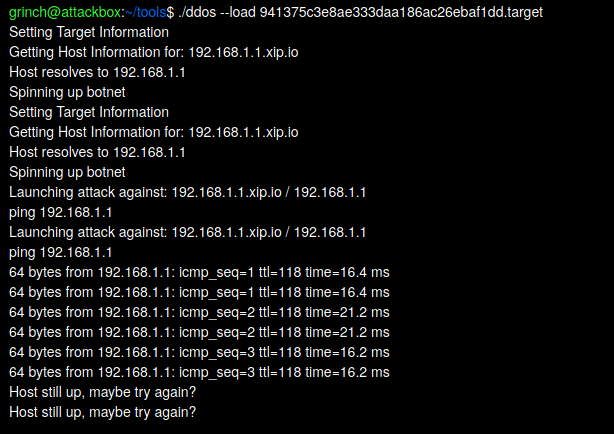 grinch@attackbox:~/tools$ ./ddos --load 941375c3e8ae333daa186ac26ebaf1dd.target
Setting Target Information
Getting Host Information for: 192.168.1.1.xip.io
Host resolves to 192.168.1.1
Spinning up botnet
Setting Target Information
Getting Host Information for: 192.168.1.1.xip.io
Host resolves to 192.168.1.1
Spinning up botnet
Launching attack against: 192.168.1.1.xip.io / 192.168.1.1
ping 192.168.1.1
Launching attack against: 192.168.1.1.xip.io / 192.168.1.1
ping 192.168.1.1
64 bytes from 192.168.1.1: icmp_seq=1 ttl=118 time=16.4 ms
64 bytes from 192.168.1.1: icmp_seq=1 ttl=118 time=16.4 ms
64 bytes from 192.168.1.1: icmp_seq=2 ttl=118 time=21.2 ms
64 bytes from 192.168.1.1: icmp_seq=2 ttl=118 time=21.2 ms
64 bytes from 192.168.1.1: icmp_seq=3 ttl=118 time=16.2 ms
64 bytes from 192.168.1.1: icmp_seq=3 ttl=118 time=16.2 ms
Host still up, maybe try again?
Host still up, maybe try again?